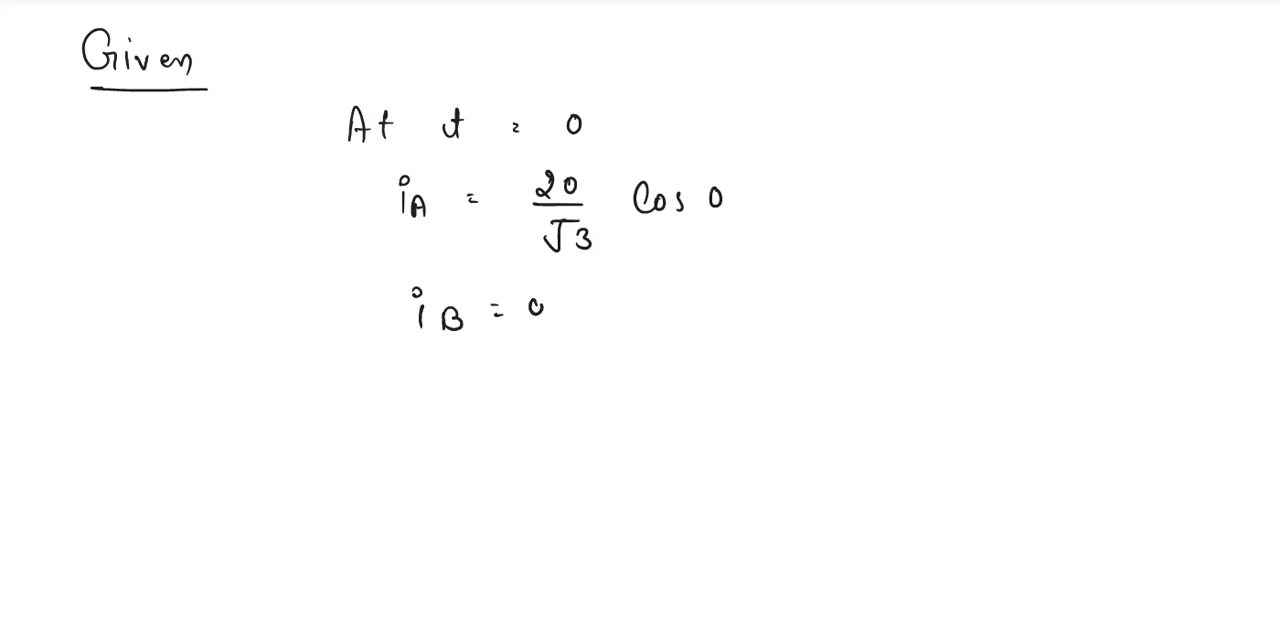 Given
At t = 0
iA = 20/√3 Cos 0
iB = 0